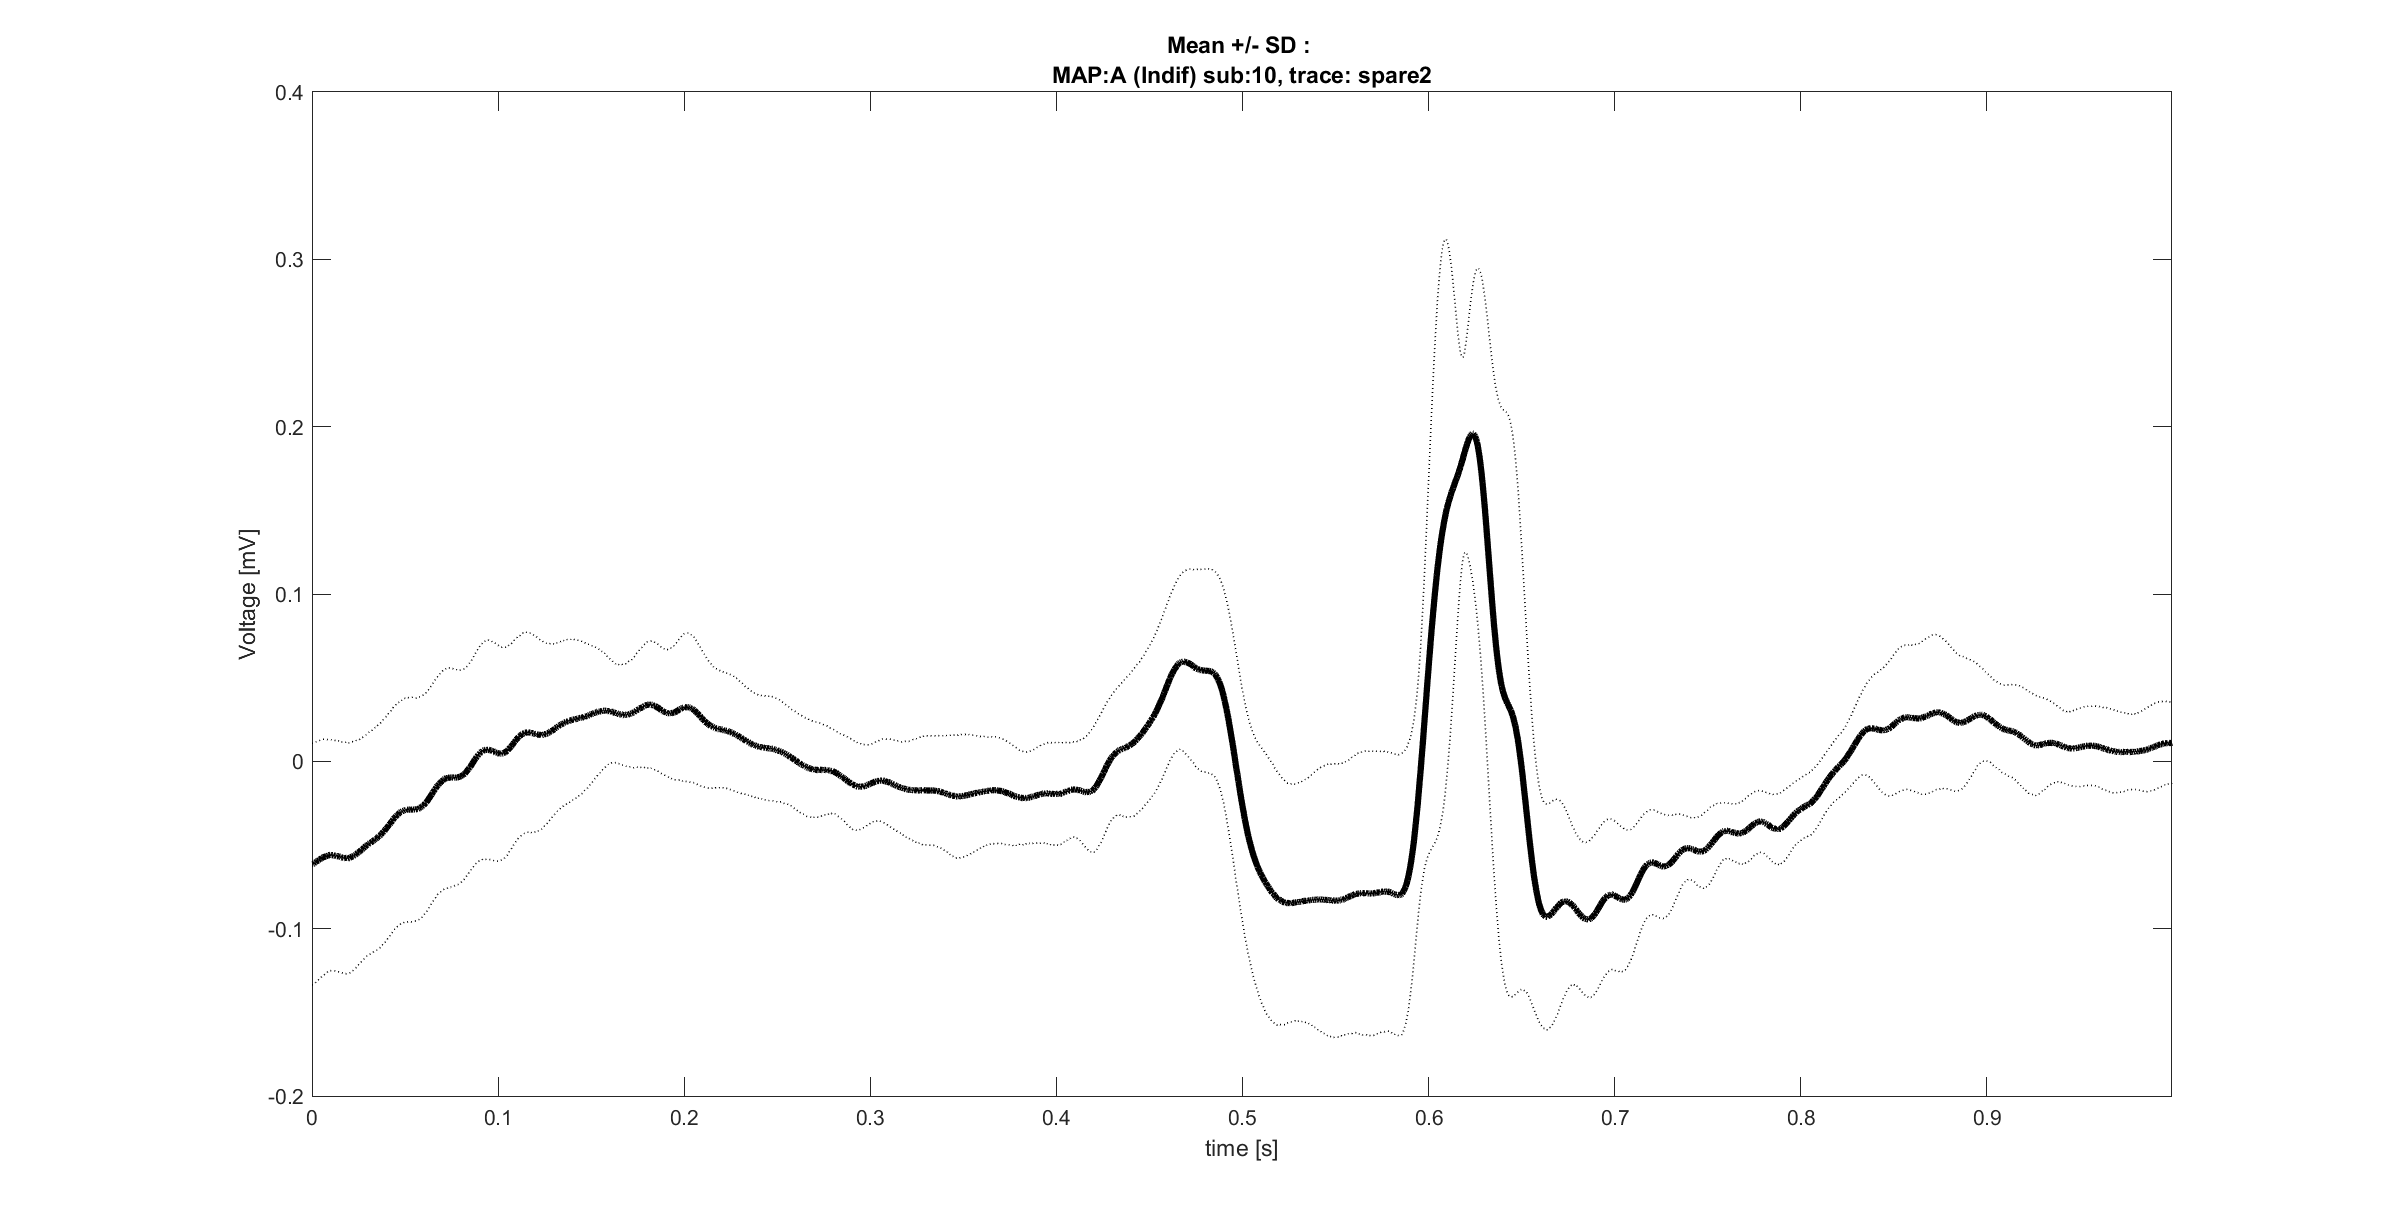 Mean +/- SD :
MAP:A (Indif) sub:10, trace: spare2
0.4
0.3
0.2
0.1
0
-0.1
-0.2
Voltage [mV]
0 0.1 0.2 0.3 0.4 0.5 0.6 0.7 0.8 0.9
time [s]